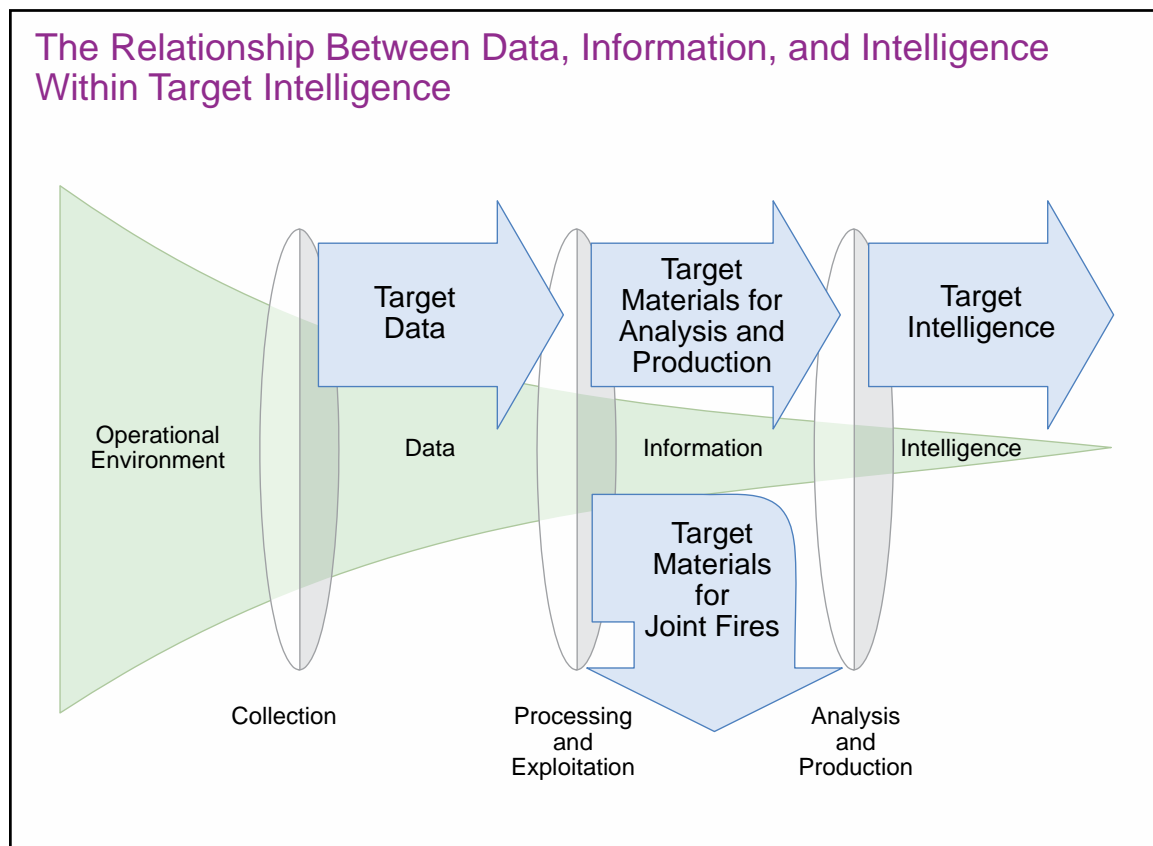 The Relationship Between Data, Information, and Intelligence
Within Target Intelligence
Target
Data
Target
Materials for
Analysis and
Production
Target
Intelligence
Operational
Environment
Data
Information
Intelligence
Target
Materials
for
Joint Fires
Collection
Processing
and
Exploitation
Analysis
and
Production